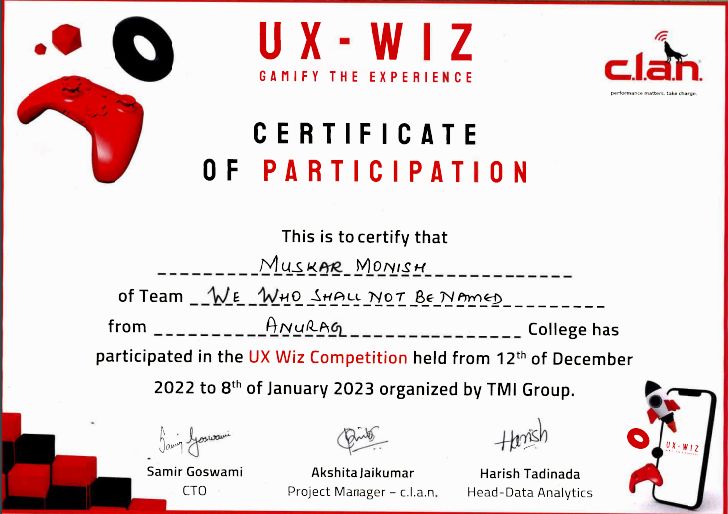 UX-WIZ
GAMIFY THE EXPERIENCE
c.l.a.n.
performance matters. take charge.
CERTIFICATE
OF PARTICIPATION
This is to certify that
MUSKAR MONISH
of Team WE WHO SHALL NOT BE NAMED
from ANURAG College has
participated in the UX Wiz Competition held from 12th of December
2022 to 8th of January 2023 organized by TMI Group.
Samir Goswami
Harish
Samir Goswami
Akshita Jaikumar
Harish Tadinada
CTO
Project Manager – c.l.a.n.
Head-Data Analytics
UX-WIZ